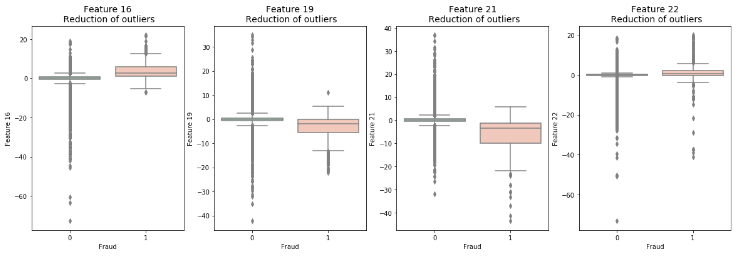 Feature 16
Reduction of outliers
Feature 16
20
0
−20
−40
−60
0
1
Fraud
Feature 19
Reduction of outliers
Feature 19
30
20
10
0
−10
−20
−30
−40
0
1
Fraud
Feature 21
Reduction of outliers
Feature 21
40
30
20
10
0
−10
−20
−30
−40
0
1
Fraud
Feature 22
Reduction of outliers
Feature 22
20
0
−20
−40
−60
0
1
Fraud